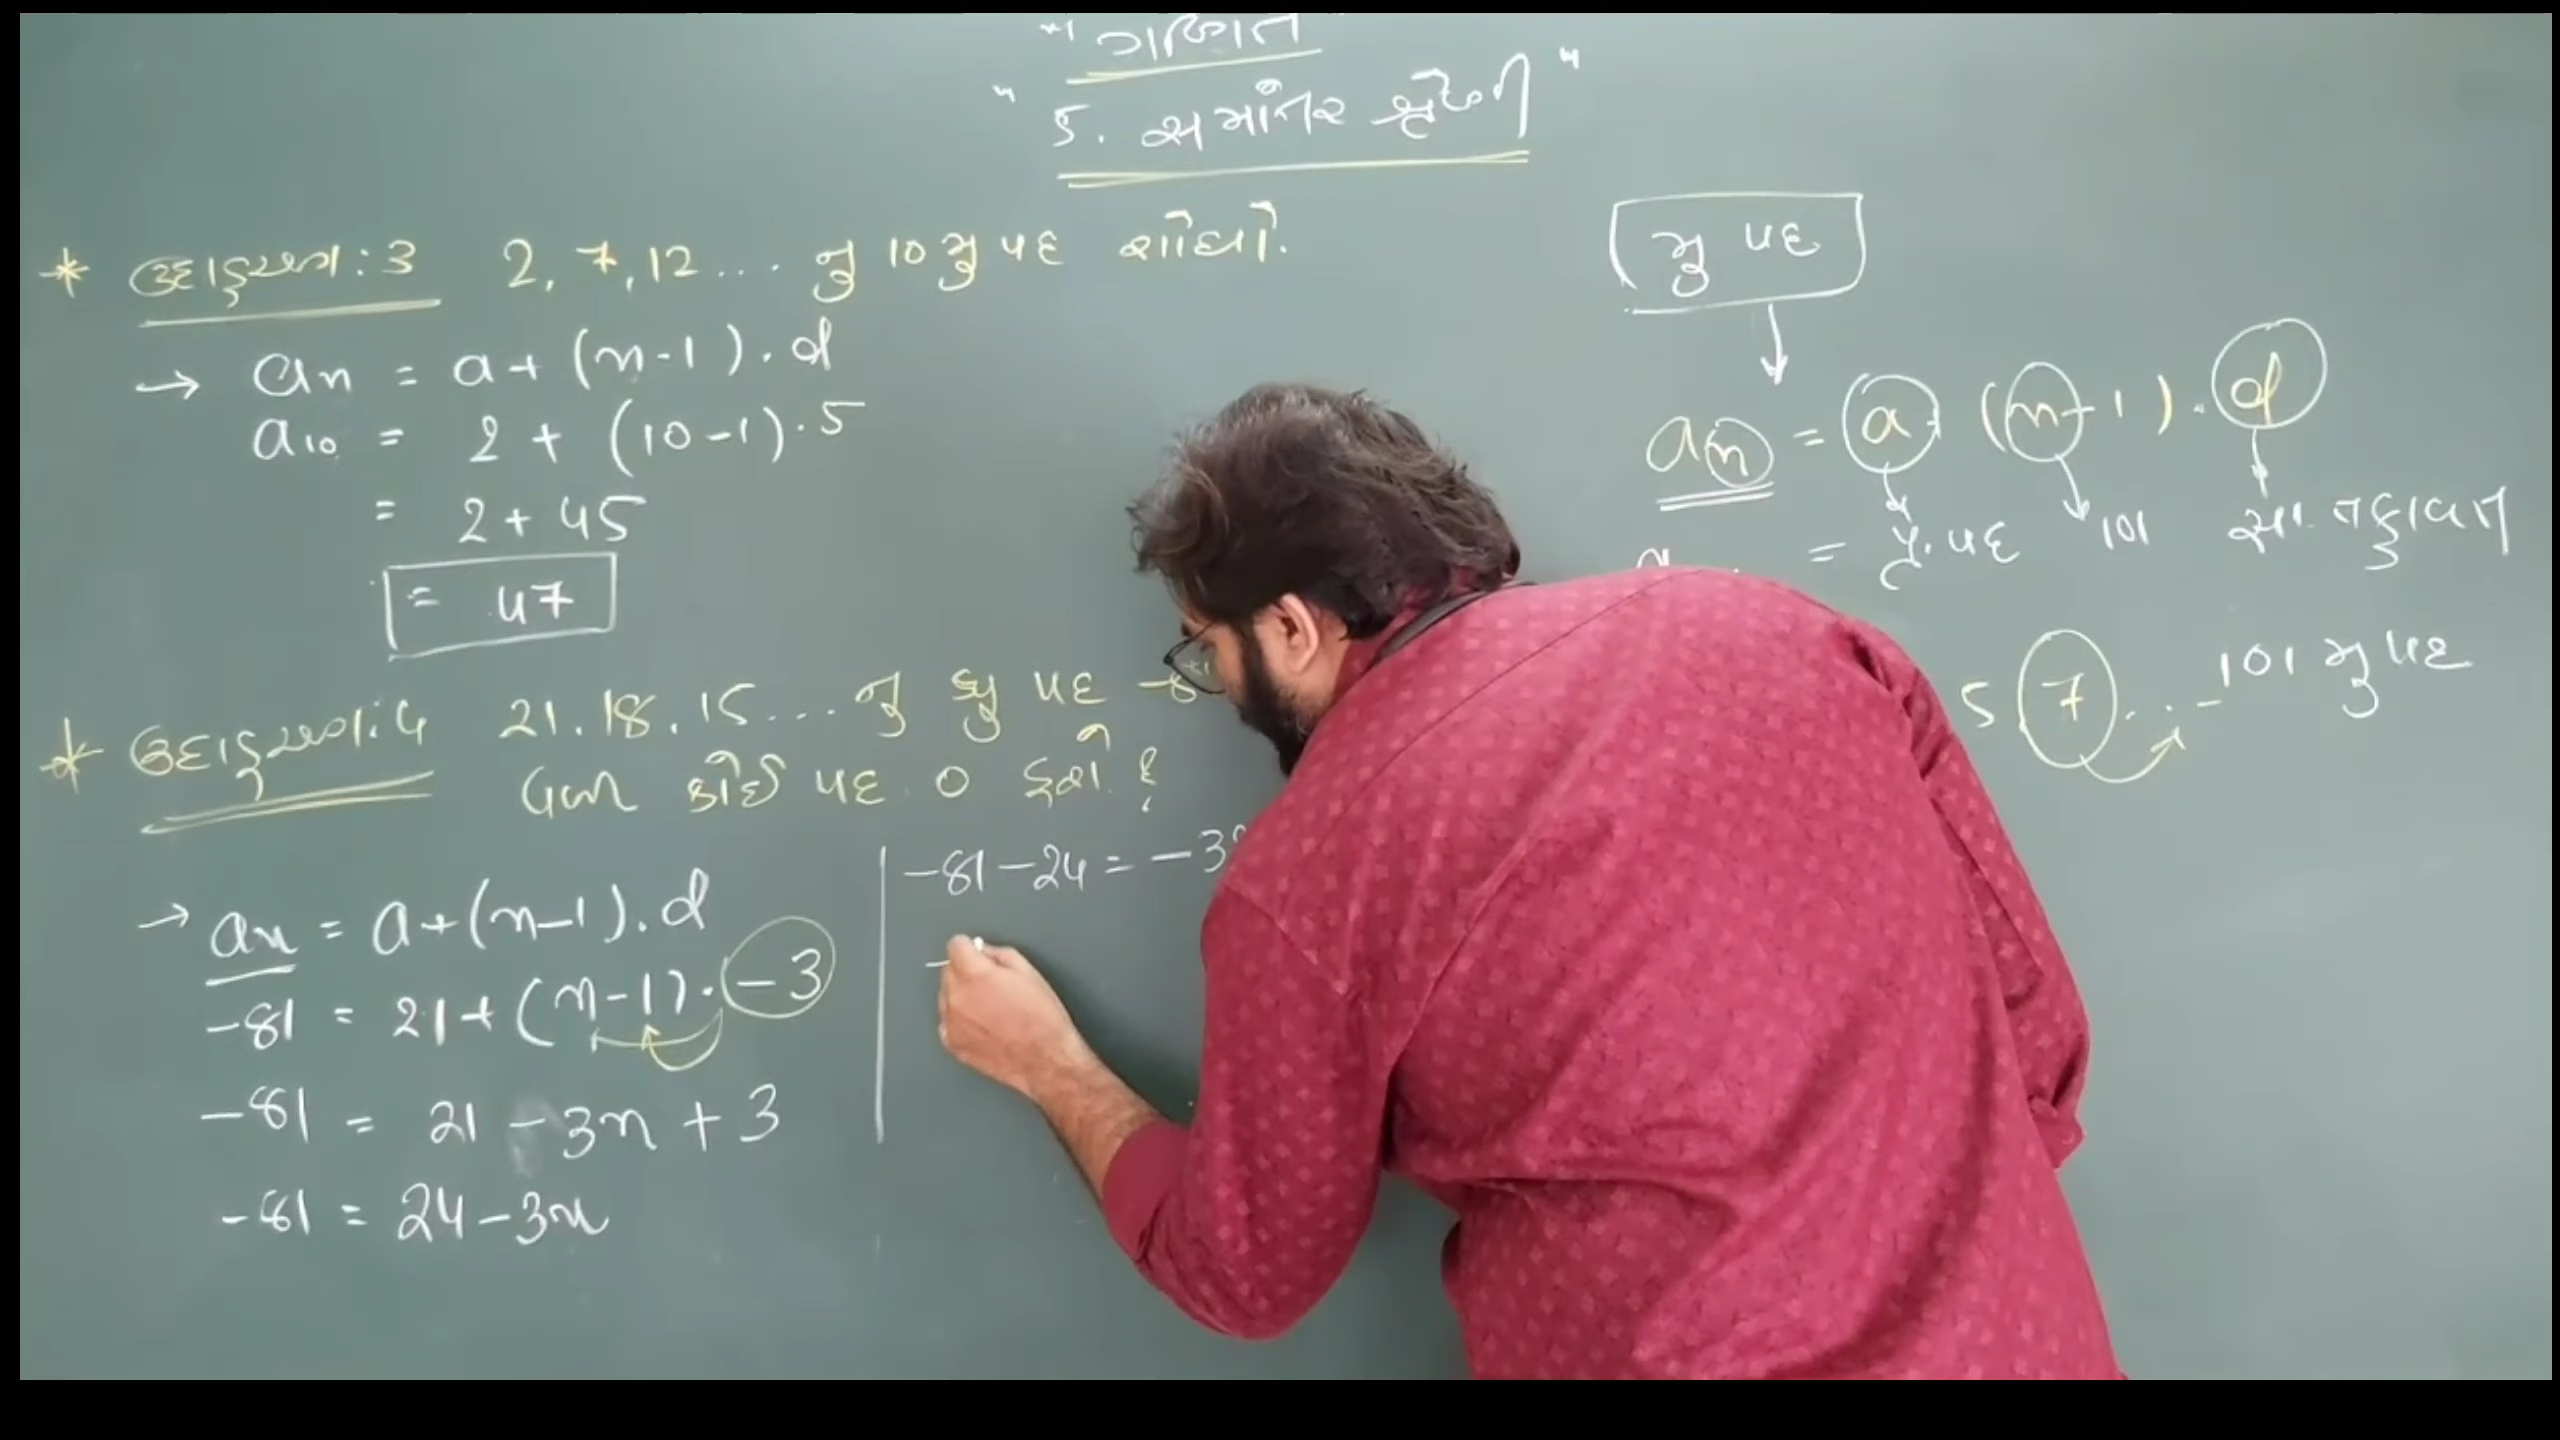 ગણિત
" 5. સમાંતર શ્રેણી "
* ઉદાહરણ : 3 2, 7, 12 ... નુ 10 મુ પદ શોધો.
→ an = a + (n-1) . d
a10 = 2 + (10-1) . 5
= 2 + 45
= 47
* ઉદાહરણ : 4 21. 18. 15 ... નુ કયુ પદ
કોઈ પદ 0 હશે ?
→ an = a + (n-1) . d
-81 = 21 + (n-1) . -3
-81 = 21 - 3n + 3
-81 = 24 - 3n
-81 - 24 = -3
મુ પદ
an = a + (n-1) . d
= પ્ર. પદ 101 સા. તફાવત
5 7 ... 101 મુ પદ